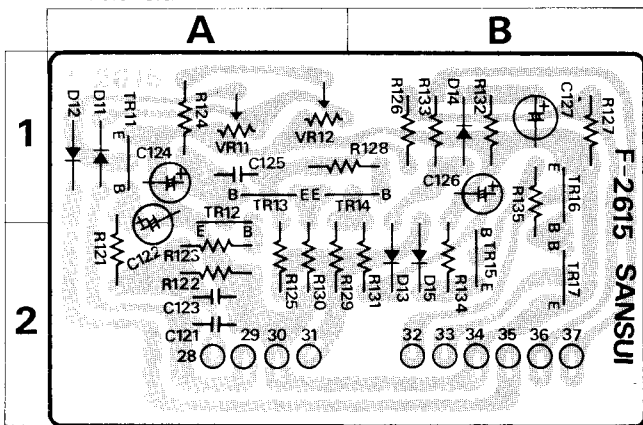 A
B
1
2
D12
D11
TR11
E
B
R124
C124
VR11
VR12
C125
R128
B
E
E
B
TR13
TR14
TR12
E
B
R121
C122
R123
R122
C123
C121
R125
R130
R129
R131
D13
D15
R134
B
TR15
E
R126
R133
D14
R132
C127
R127
C126
R135
E
TR16
B
B
TR17
E
F-2615 SANSUI
28
29
30
31
32
33
34
35
36
37